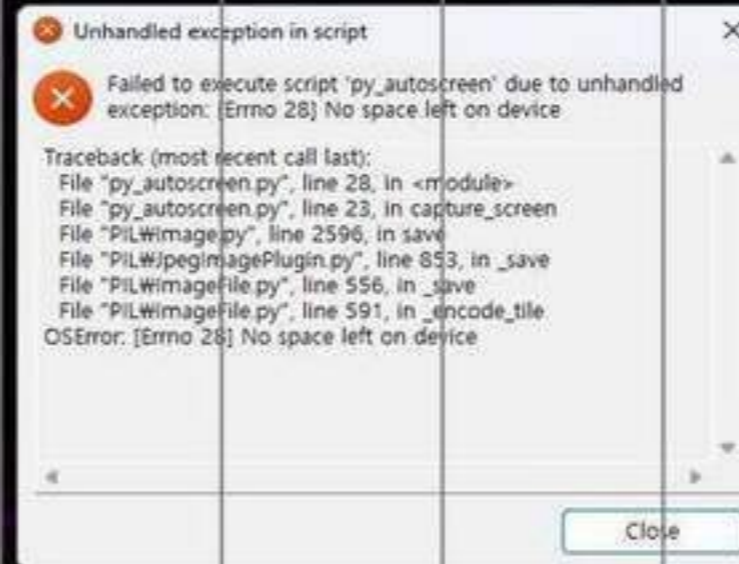 Unhandled exception in script
Failed to execute script 'py_autoscreen' due to unhandled
exception: [Errno 28] No space left on device
Traceback (most recent call last):
File "py_autoscreen.py", line 28, in <module>
File "py_autoscreen.py", line 23, in capture_screen
File "PIL₩Image.py", line 2596, in save
File "PIL₩JpegImagePlugin.py", line 853, in _save
File "PIL₩ImageFile.py", line 556, in _save
File "PIL₩ImageFile.py", line 591, in _encode_tile
OSError: [Errno 28] No space left on device
Close